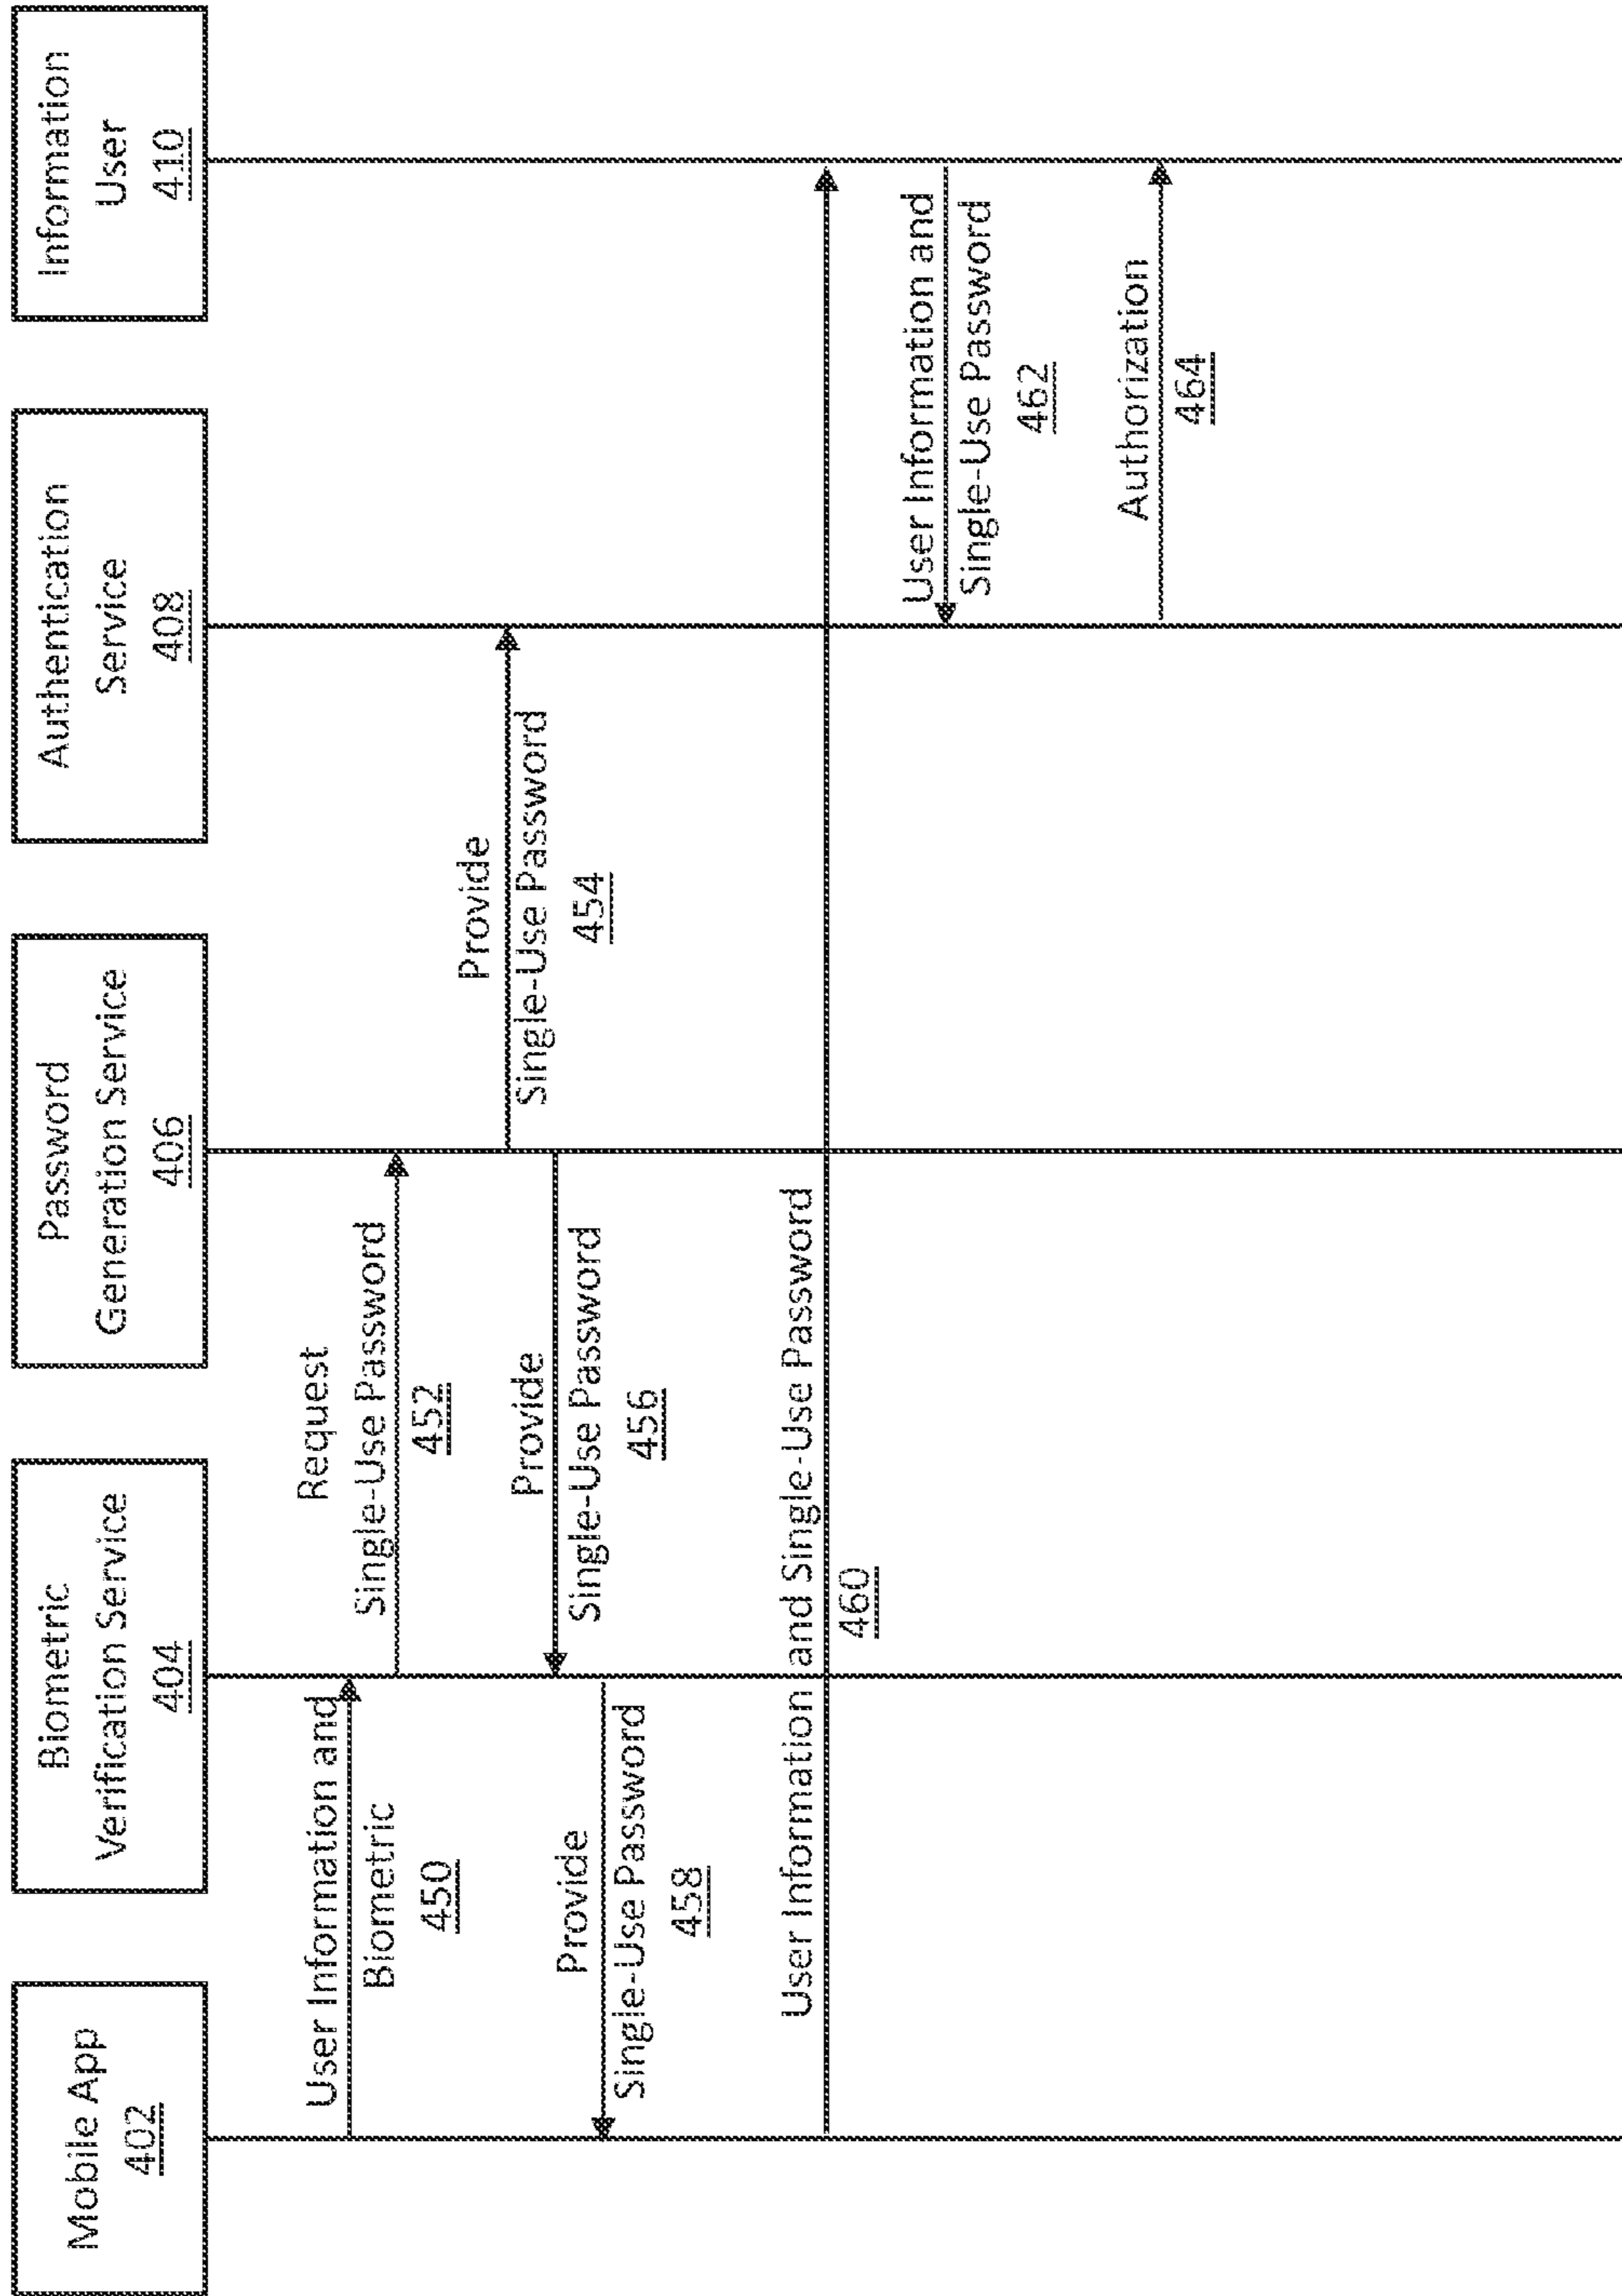 Mobile App
402
Biometric
Verification Service
404
Password
Generation Service
406
Authentication
Service
408
Information
User
410
User Information and
Biometric
450
Request
Single-Use Password
452
Provide
Single-Use Password
454
Provide
Single-Use Password
456
Provide
Single-Use Password
458
User Information and Single-Use Password
460
User Information and
Single-Use Password
462
Authorization
464